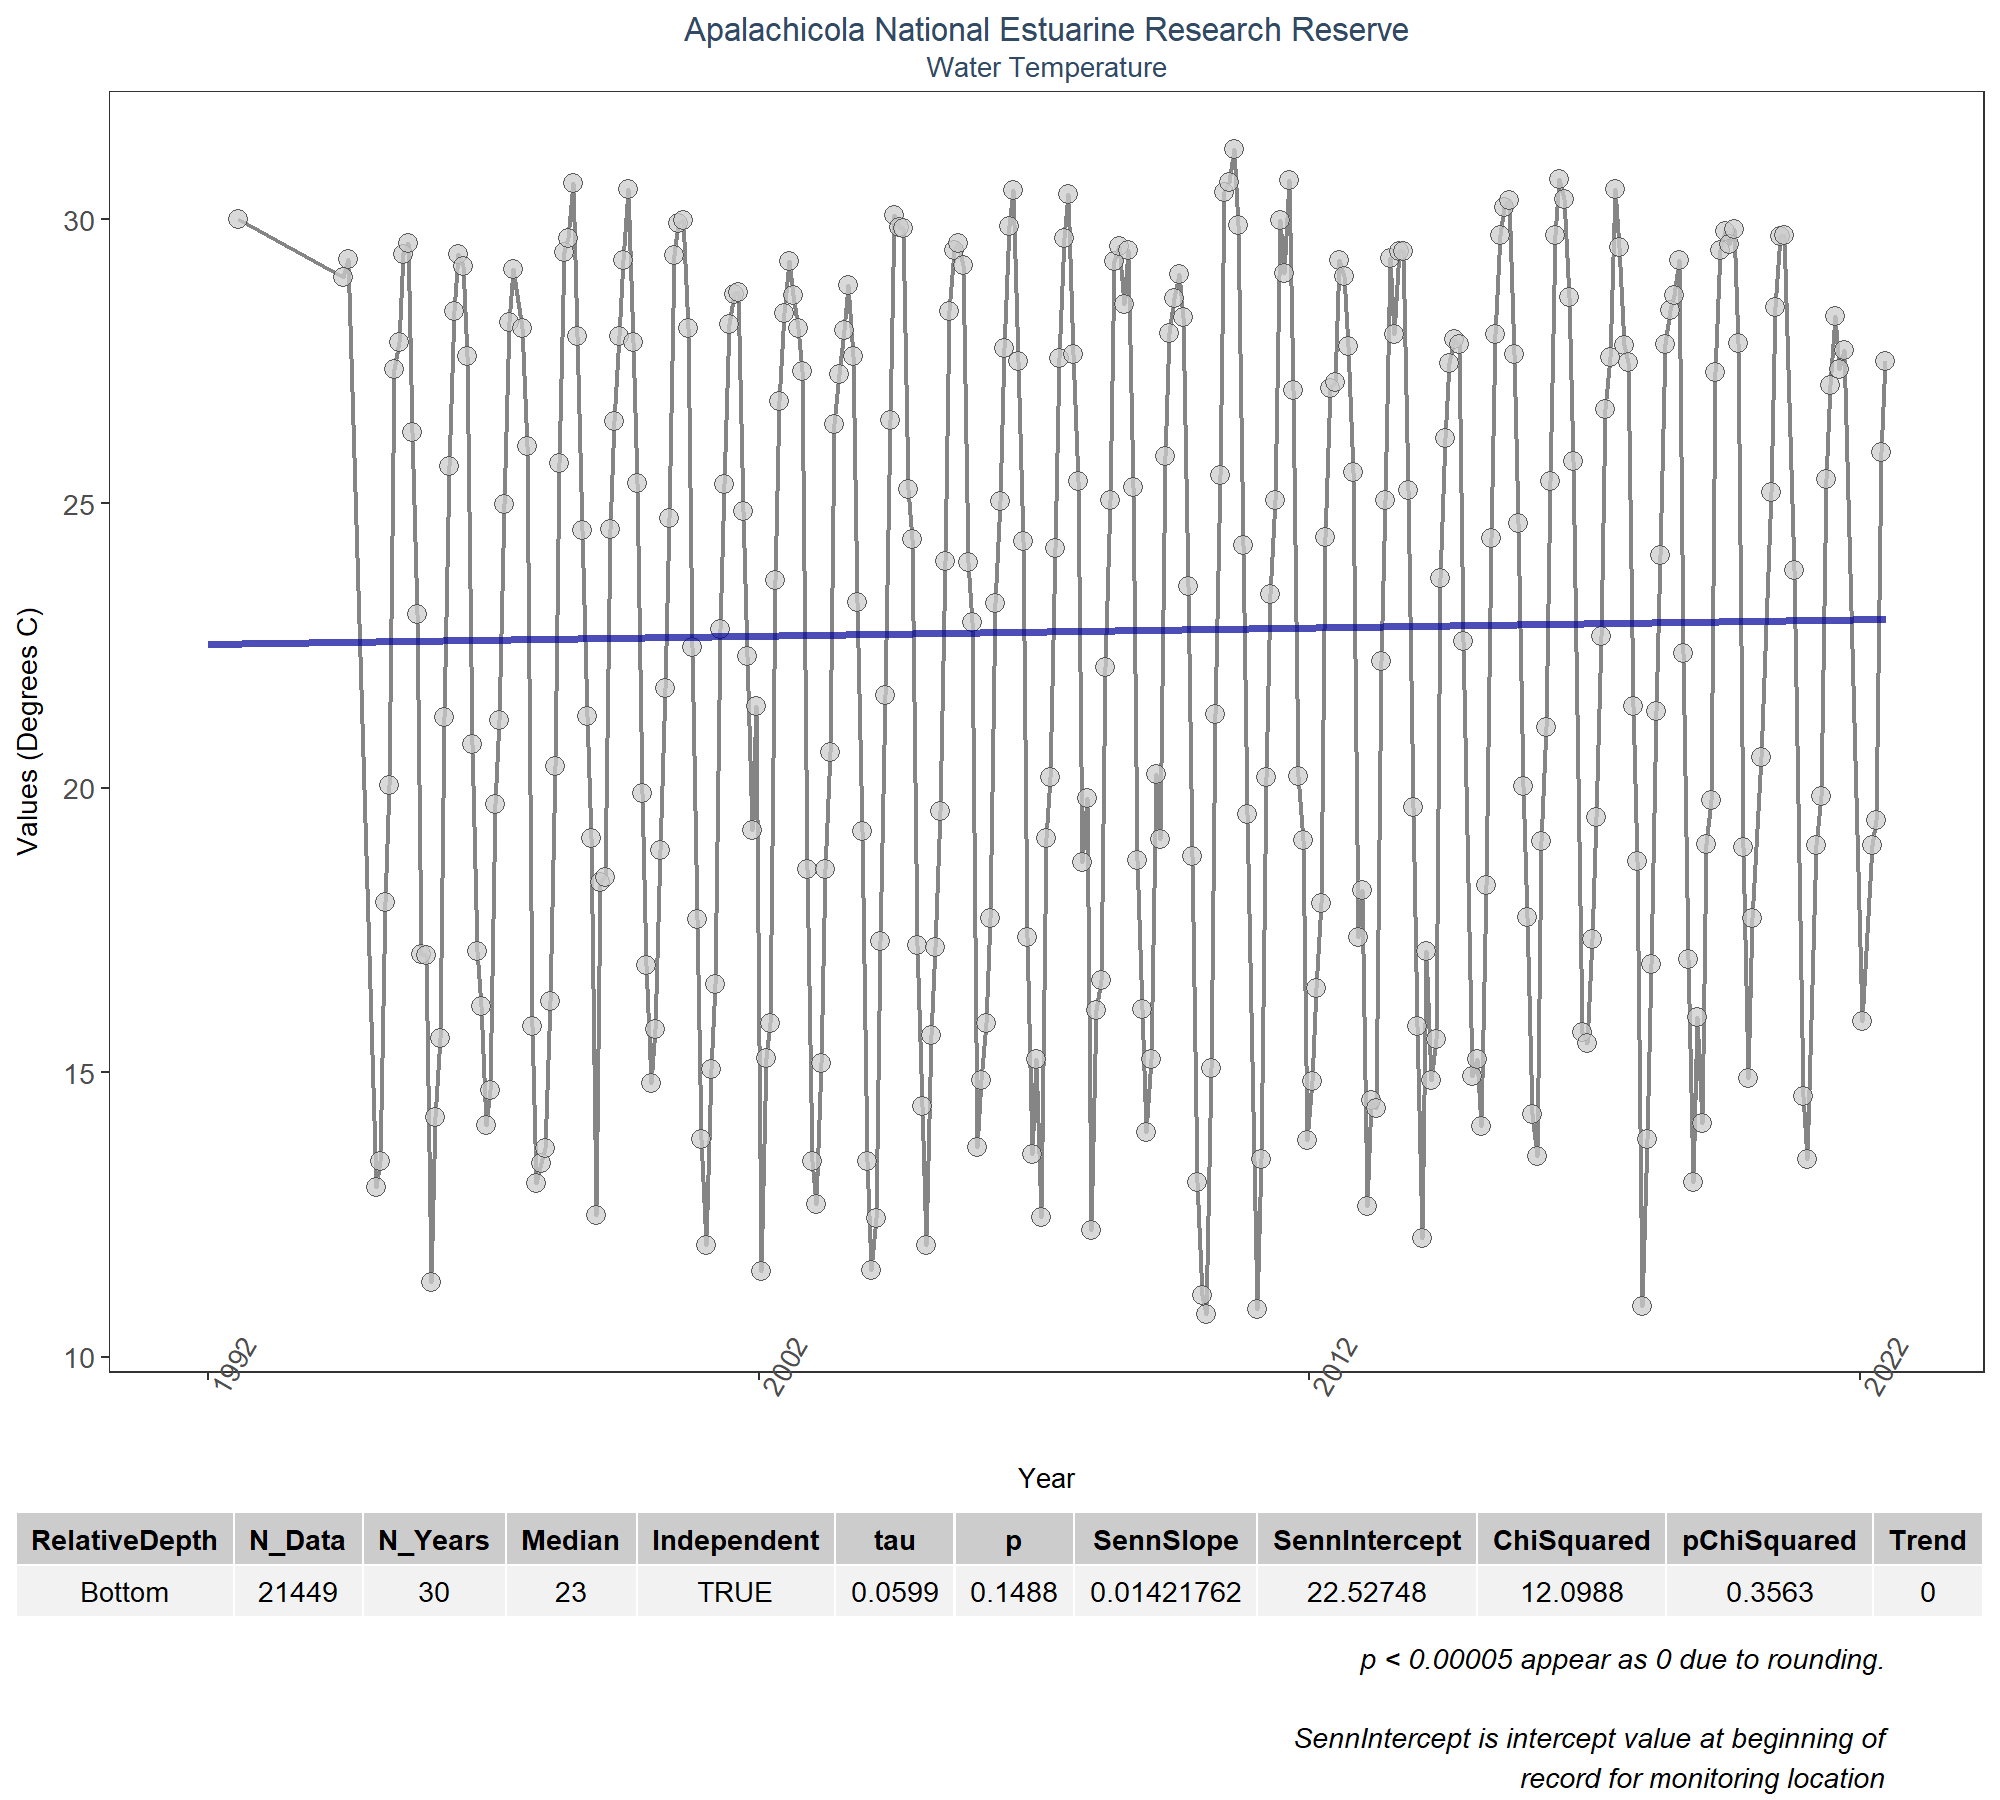 Apalachicola National Estuarine Research Reserve
Water Temperature
Values (Degrees C)
30
25
20
15
10
1992 2002 2012 2022
Year
RelativeDepth N_Data N_Years Median Independent tau p SennSlope SennIntercept ChiSquared pChiSquared Trend
Bottom 21449 30 23 TRUE 0.0599 0.1488 0.01421762 22.52748 12.0988 0.3563 0
p < 0.00005 appear as 0 due to rounding.
SennIntercept is intercept value at beginning of
record for monitoring location